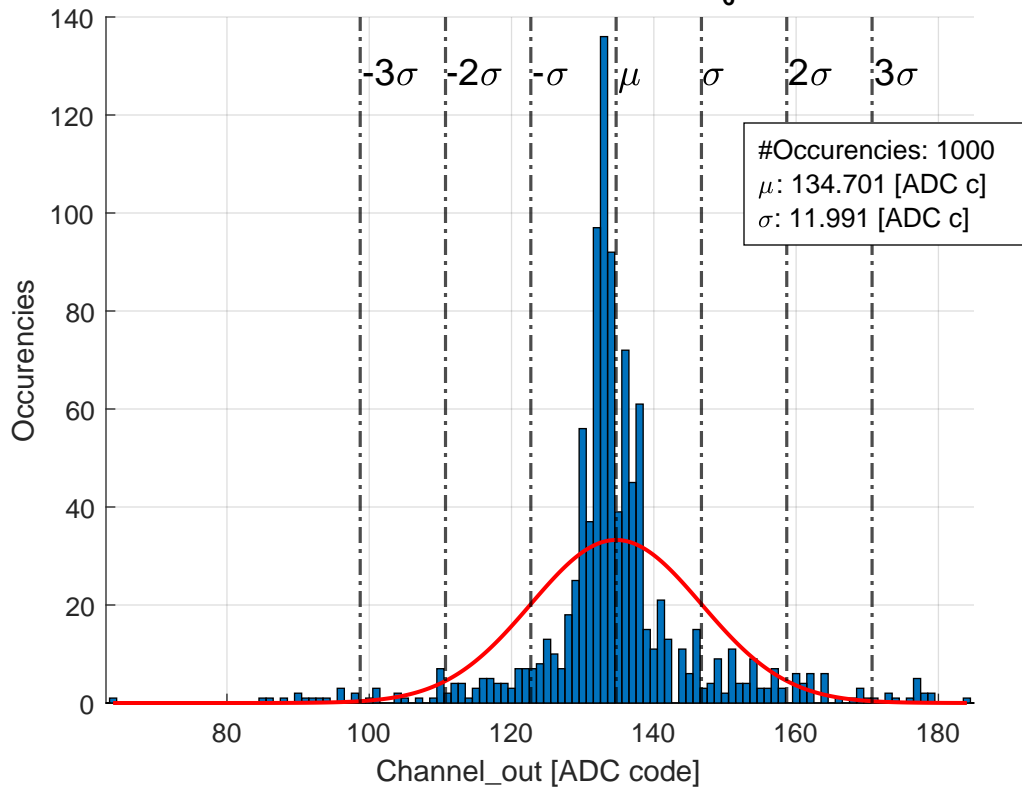 140
120
100
80
60
40
20
0
-3σ
-2σ
-σ
μ
σ
2σ
3σ
#Occurencies: 1000
μ: 134.701 [ADC c]
σ: 11.991 [ADC c]
Occurencies
80
100
120
140
160
180
Channel_out [ADC code]